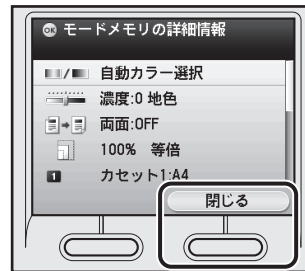 OK モードメモリの詳細情報
自動カラー選択
濃度:0 地色
両面:OFF
100% 等倍
1 カセット1:A4
閉じる